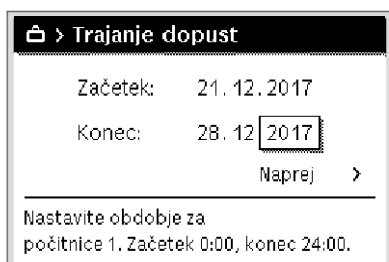 > Trajanje dopust
Začetek: 21.12.2017
Konec: 28.12 2017
Naprej >
Nastavite obdobje za
počitnice 1. Začetek 0:00, konec 24:00.